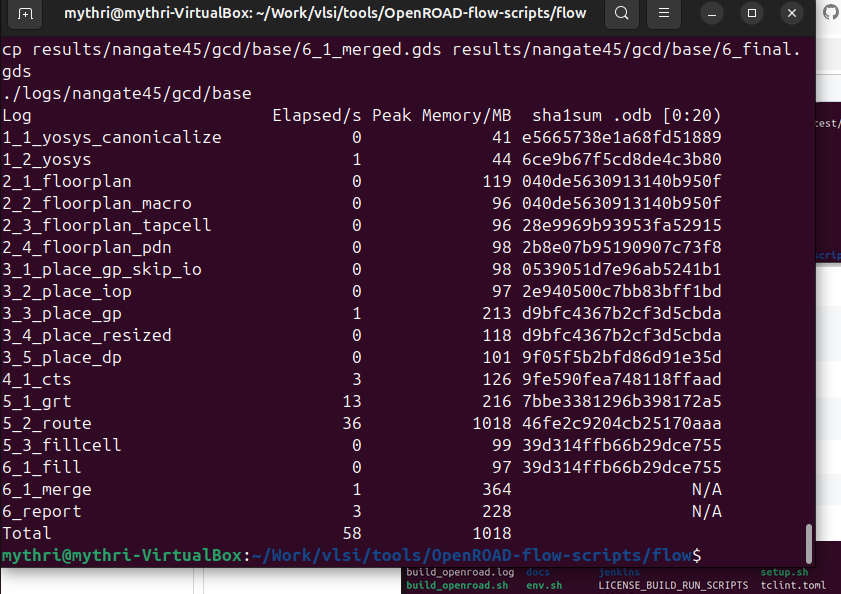 mythri@mythri-VirtualBox: ~/Work/vlsi/tools/OpenROAD-flow-scripts/flow
cp results/nangate45/gcd/base/6_1_merged.gds results/nangate45/gcd/base/6_final.
gds
./logs/nangate45/gcd/base
Log Elapsed/s Peak Memory/MB sha1sum .odb [0:20)
1_1_yosys_canonicalize 0 41 e5665738e1a68fd51889
1_2_yosys 1 44 6ce9b67f5cd8de4c3b80
2_1_floorplan 0 119 040de5630913140b950f
2_2_floorplan_macro 0 96 040de5630913140b950f
2_3_floorplan_tapcell 0 96 28e9969b93953fa52915
2_4_floorplan_pdn 0 98 2b8e07b95190907c73f8
3_1_place_gp_skip_io 0 98 0539051d7e96ab5241b1
3_2_place_iop 0 97 2e940500c7bb83bff1bd
3_3_place_gp 1 213 d9bfc4367b2cf3d5cbda
3_4_place_resized 0 118 d9bfc4367b2cf3d5cbda
3_5_place_dp 0 101 9f05f5b2bfd86d91e35d
4_1_cts 3 126 9fe590fea748118ffaad
5_1_grt 13 216 7bbe3381296b398172a5
5_2_route 36 1018 46fe2c9204cb25170aaa
5_3_fillcell 0 99 39d314ffb66b29dce755
6_1_fill 0 97 39d314ffb66b29dce755
6_1_merge 1 364 N/A
6_report 3 228 N/A
Total 58 1018
mythri@mythri-VirtualBox:~/Work/vlsi/tools/OpenROAD-flow-scripts/flow$
test/
scrip
build_openroad.log docs jenkins setup.sh
build_openroad.sh env.sh LICENSE_BUILD_RUN_SCRIPTS tclint.toml